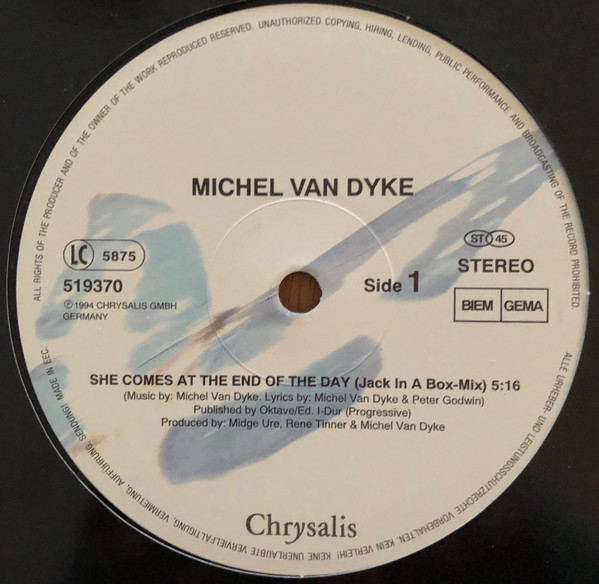 ALL RIGHTS OF THE PRODUCER AND OF THE OWNER OF THE WORK REPRODUCED RESERVED. UNAUTHORIZED COPYING, HIRING, LENDING, PUBLIC PERFORMANCE AND BROADCASTING OF THE RECORD PROHIBITED.
MICHEL VAN DYKE
LC 5875
519370
℗1994 CHRYSALIS GMBH
GERMANY
Side 1
ST 45
STEREO
BIEM GEMA
SHE COMES AT THE END OF THE DAY (Jack In A Box-Mix) 5:16
(Music by: Michel Van Dyke. Lyrics by: Michel Van Dyke & Peter Godwin)
Published by Oktave/Ed. I-Dur (Progressive)
Produced by: Midge Ure, Rene Tinner & Michel Van Dyke
Chrysalis
ALLE URHEBER- UND LEISTUNGSSCHUTZRECHTE VORBEHALTEN. KEIN VERLEIH! KEINE UNERLAUBTE VERVIELFÄLTIGUNG, VERMIETUNG, AUFFÜHRUNG, SENDUNG! MADE IN EEC.